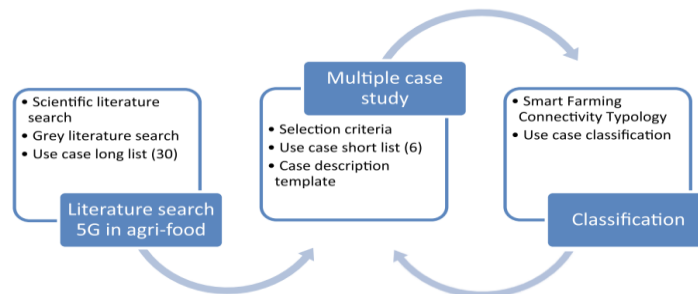 • Scientific literature
search
• Grey literature search
• Use case long list (30)
Literature search
5G in agri-food
Multiple case
study
• Selection criteria
• Use case short list (6)
• Case description
template
• Smart Farming
Connectivity Typology
• Use case classification
Classification